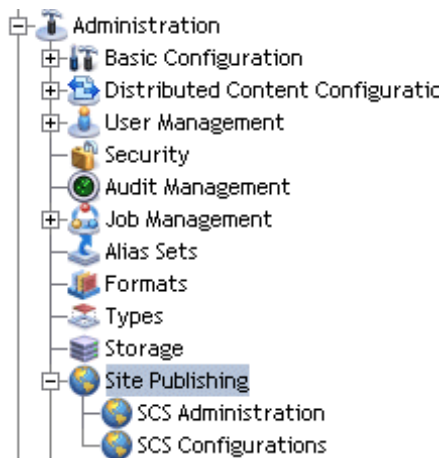 Administration
Basic Configuration
Distributed Content Configuratic
User Management
Security
Audit Management
Job Management
Alias Sets
Formats
Types
Storage
Site Publishing
SCS Administration
SCS Configurations